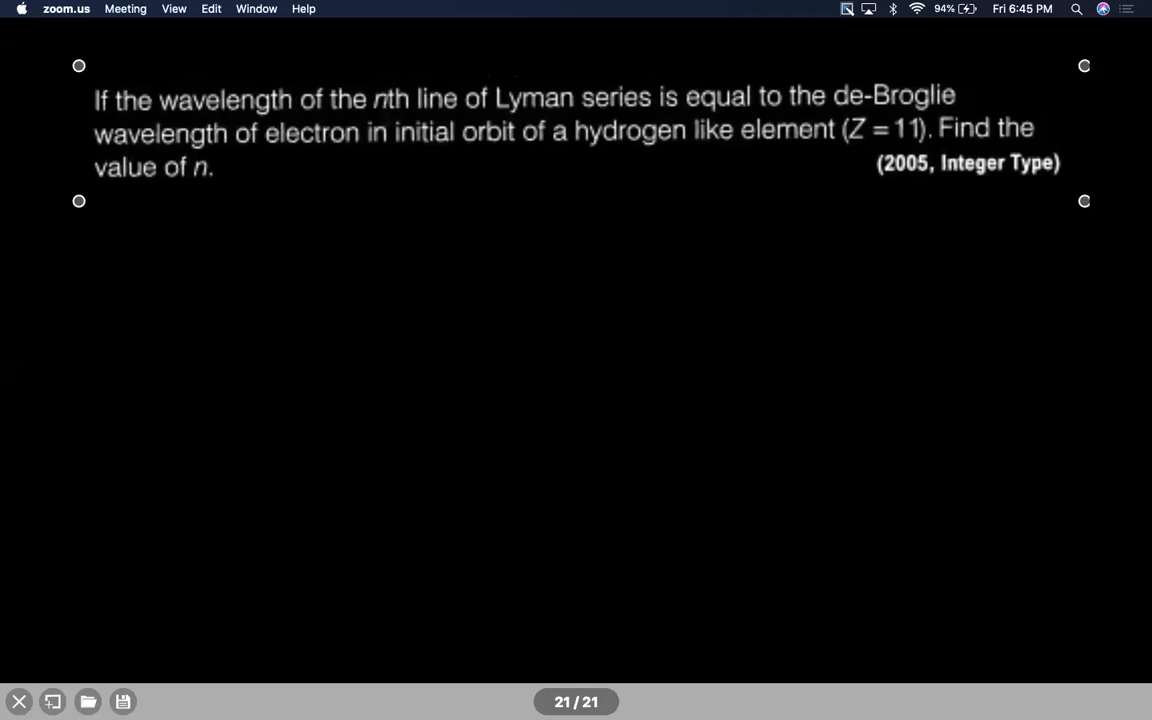 zoom.us Meeting View Edit Window Help 94% Fri 6:45 PM
If the wavelength of the nth line of Lyman series is equal to the de-Broglie
wavelength of electron in initial orbit of a hydrogen like element (Z = 11). Find the
value of n.
(2005, Integer Type)
21 / 21